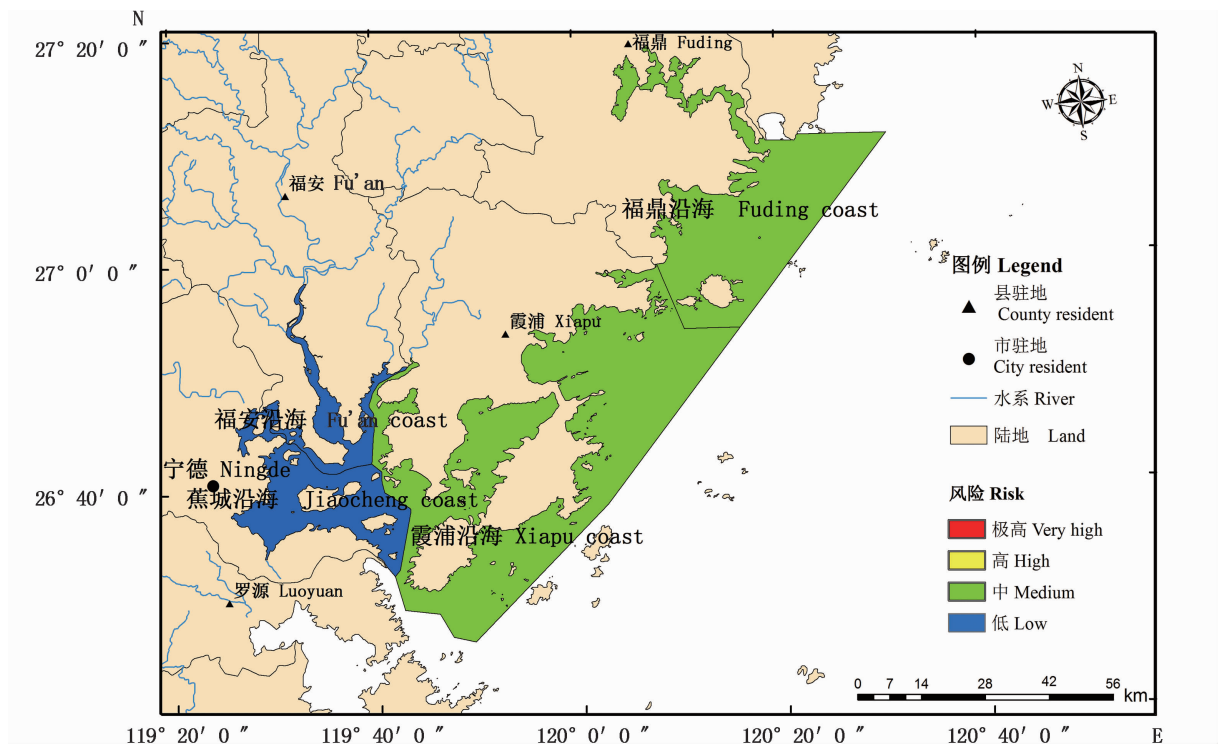 N
27° 20′ 0 ″
27° 0′ 0 ″
26° 40′ 0 ″
福鼎 Fuding
福安 Fu'an
福鼎沿海 Fuding coast
霞浦 Xiapu
福安沿海 Fu'an coast
宁德 Ningde
蕉城沿海 Jiaocheng coast
霞浦沿海 Xiapu coast
罗源 Luoyuan
N
W
E
S
图例 Legend
县驻地
County resident
市驻地
City resident
水系 River
陆地 Land
风险 Risk
极高 Very high
高 High
中 Medium
低 Low
0 7 14 28 42 56
km
119° 20′ 0 ″ 119° 40′ 0 ″ 120° 0′ 0 ″ 120° 20′ 0 ″ 120° 40′ 0 ″ E